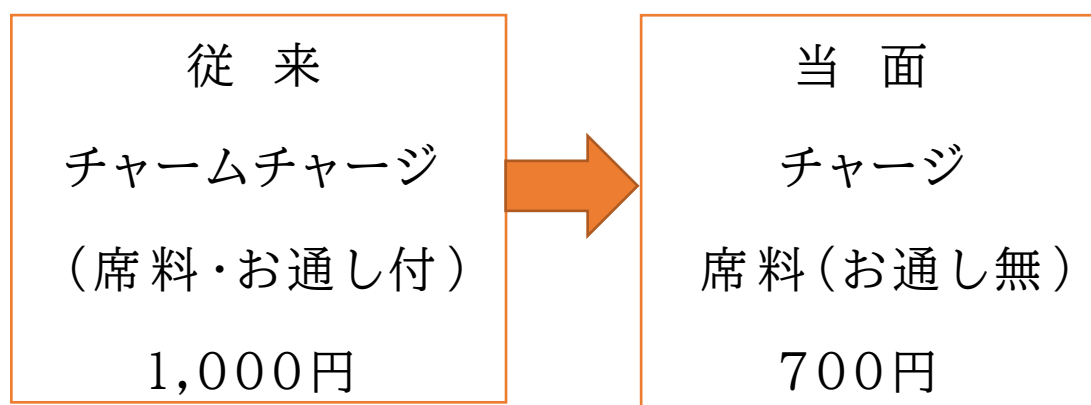 従 来
チャームチャージ
(席料・お通し付)
1,000円
当 面
チャージ
席料(お通し無)
700円